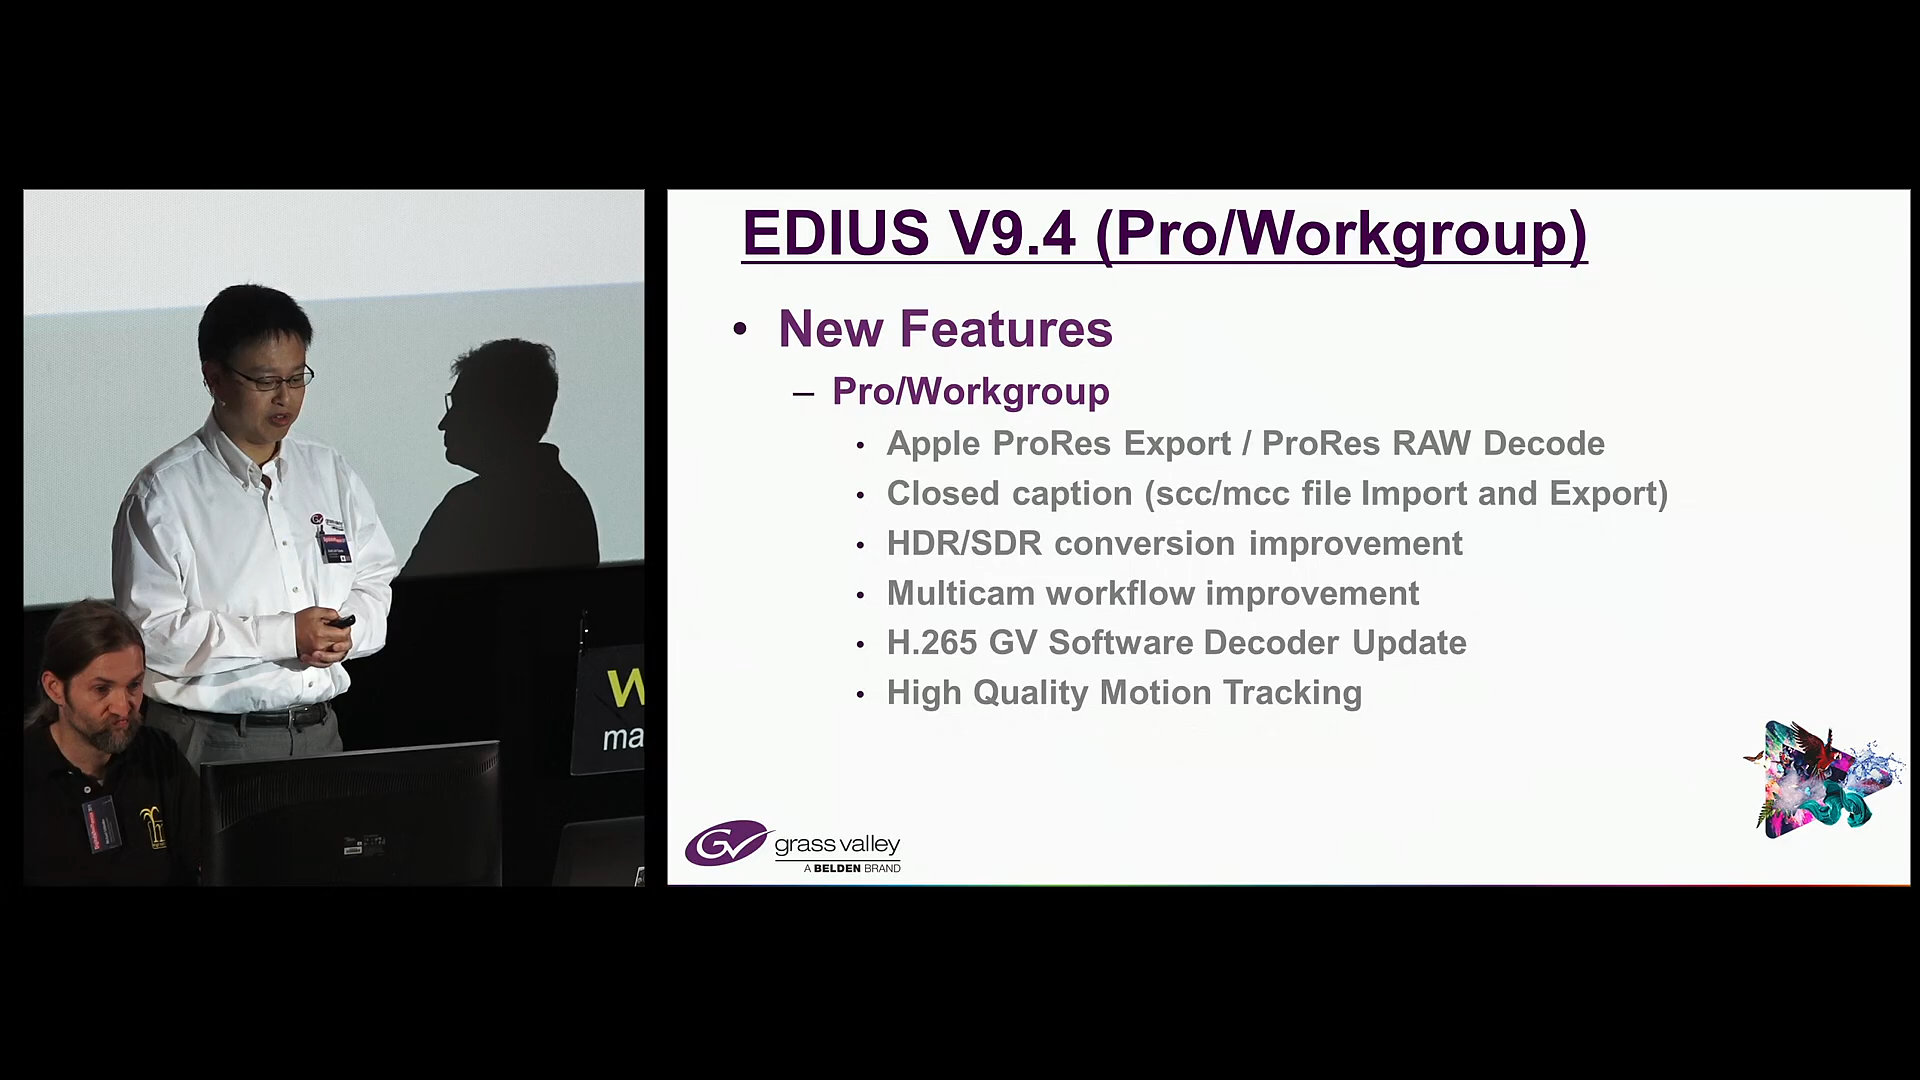 EDIUS V9.4 (Pro/Workgroup)
• New Features
– Pro/Workgroup
• Apple ProRes Export / ProRes RAW Decode
• Closed caption (scc/mcc file Import and Export)
• HDR/SDR conversion improvement
• Multicam workflow improvement
• H.265 GV Software Decoder Update
• High Quality Motion Tracking
GV grass valley
A BELDEN BRAND
W
ma